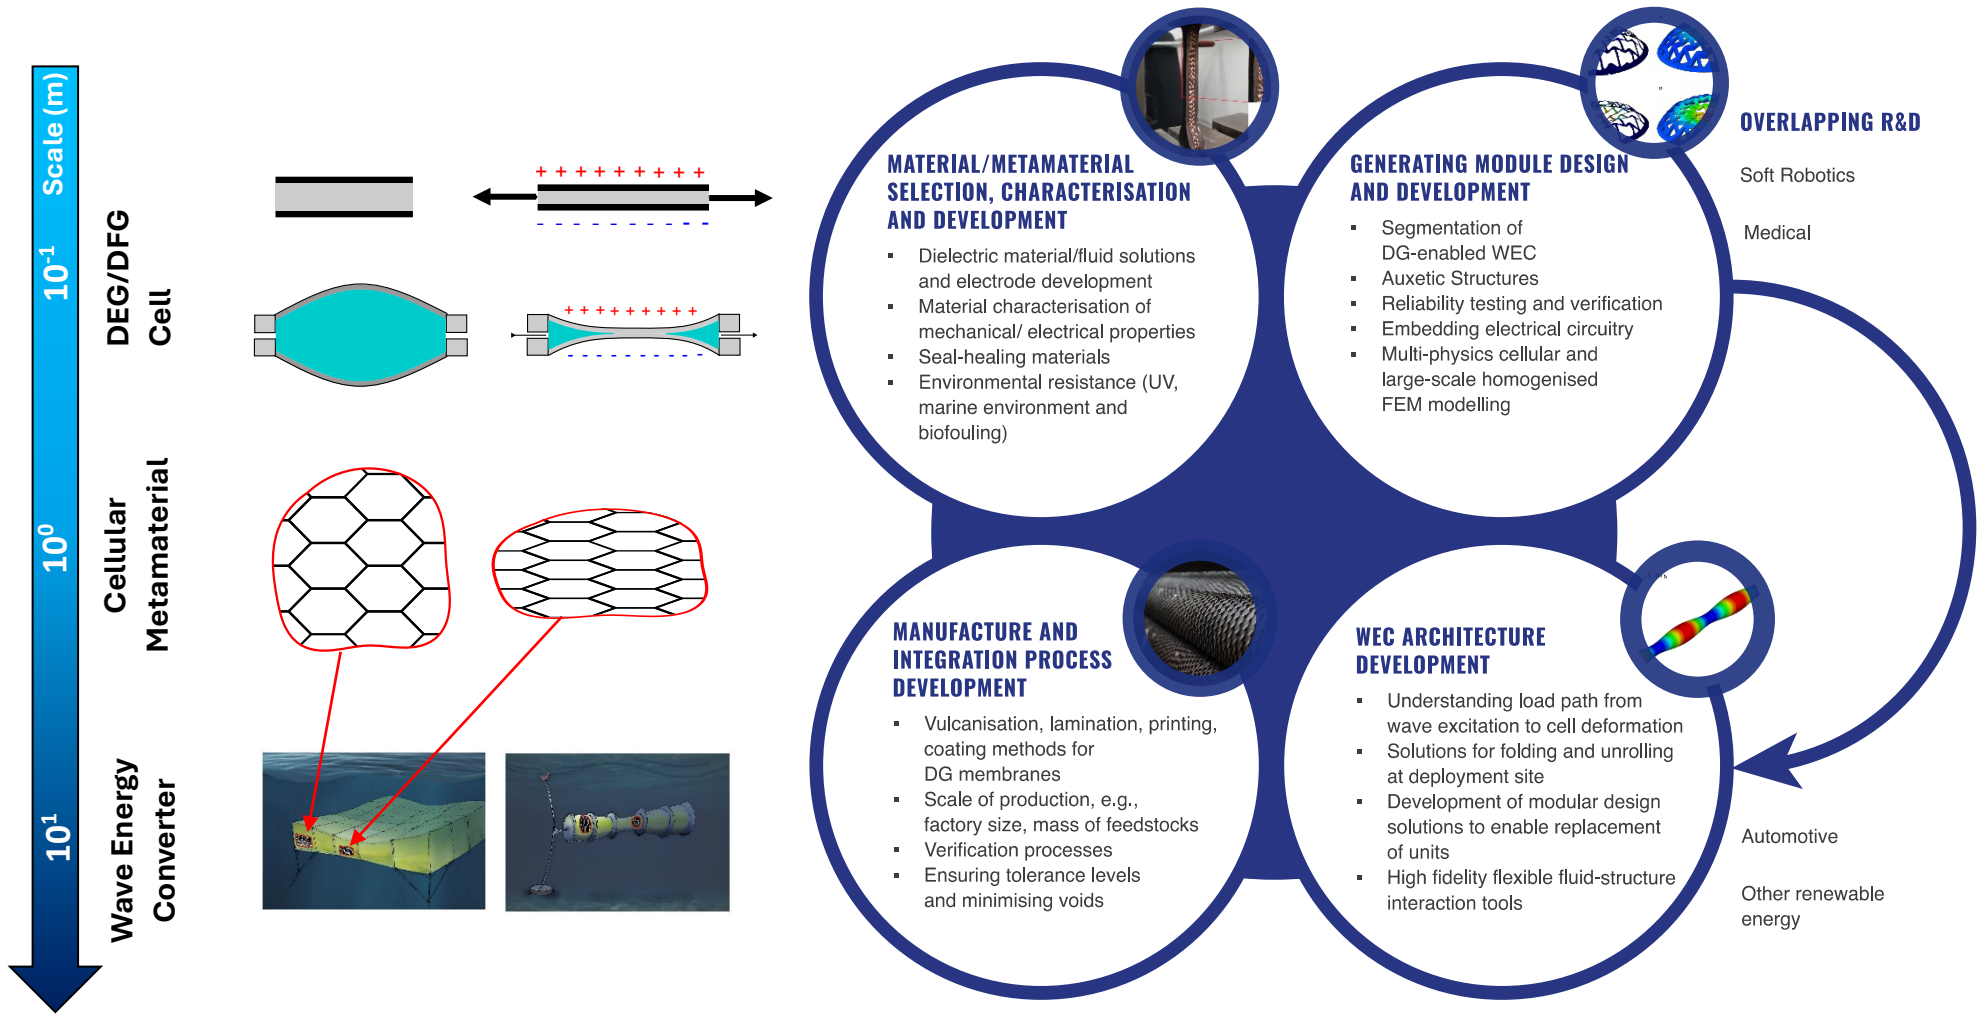 Scale (m)
10-1
100
101
DEG/DFG
Cell
Cellular
Metamaterial
Wave Energy
Converter
+ + + + + + + + +
- - - - - - - - - -
+ + + + + + + + +
- - - - - - - - -
MATERIAL/METAMATERIAL
SELECTION, CHARACTERISATION
AND DEVELOPMENT
▪ Dielectric material/fluid solutions
and electrode development
▪ Material characterisation of
mechanical/ electrical properties
▪ Seal-healing materials
▪ Environmental resistance (UV,
marine environment and
biofouling)
GENERATING MODULE DESIGN
AND DEVELOPMENT
▪ Segmentation of
DG-enabled WEC
▪ Auxetic Structures
▪ Reliability testing and verification
▪ Embedding electrical circuitry
▪ Multi-physics cellular and
large-scale homogenised
FEM modelling
OVERLAPPING R&D
Soft Robotics
Medical
MANUFACTURE AND
INTEGRATION PROCESS
DEVELOPMENT
▪ Vulcanisation, lamination, printing,
coating methods for
DG membranes
▪ Scale of production, e.g.,
factory size, mass of feedstocks
▪ Verification processes
▪ Ensuring tolerance levels
and minimising voids
WEC ARCHITECTURE
DEVELOPMENT
▪ Understanding load path from
wave excitation to cell deformation
▪ Solutions for folding and unrolling
at deployment site
▪ Development of modular design
solutions to enable replacement
of units
▪ High fidelity flexible fluid-structure
interaction tools
Automotive
Other renewable
energy